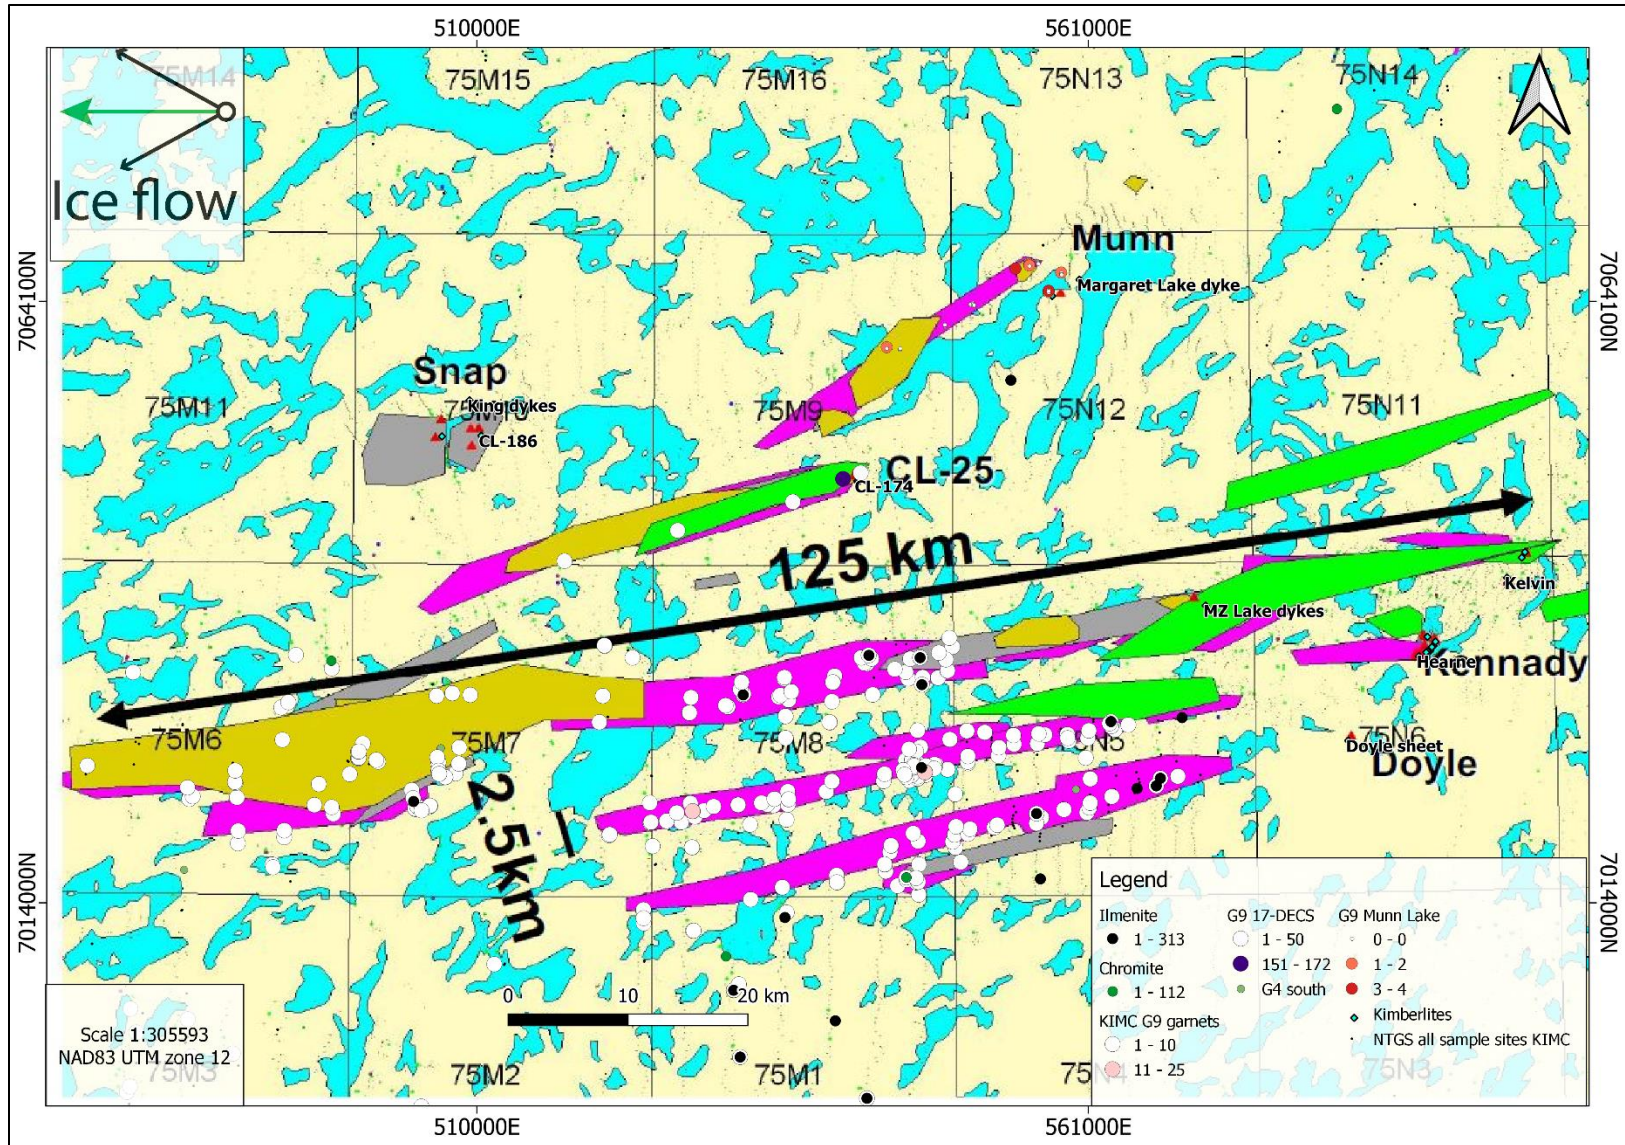 510000E
561000E
75M14
75M15
75M16
75N13
75N14
Ice flow
Munn
Margaret Lake dyke
7064100N
7064100N
Snap
75M11
King dykes
CL-186
75M9
75N12
75N11
CL-25
CL-174
125 km
Kelvin
MZ Lake dykes
Hearne
Kennady
75M6
75M7
75M8
75N5
75N6
Doyle sheet
Doyle
2.5km
7014000N
7014000N
Legend
Ilmenite
1 - 313
Chromite
1 - 112
KIMC G9 garnets
1 - 10
11 - 25
G9 17-DECS
1 - 50
151 - 172
G4 south
G9 Munn Lake
0 - 0
1 - 2
3 - 4
Kimberlites
NTGS all sample sites KIMC
0 10 20 km
Scale 1:305593
NAD83 UTM zone 12
75M3
75M2
75M1
75N4
75N3
510000E
561000E